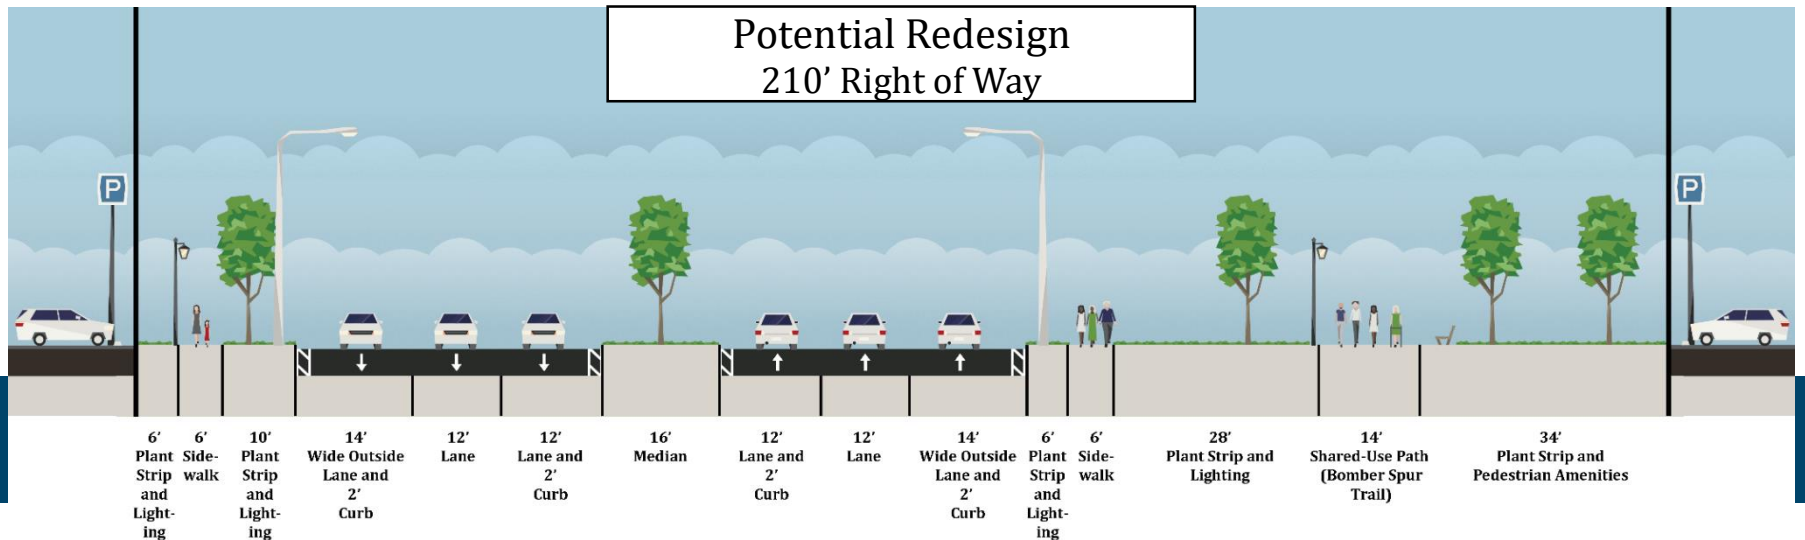 Potential Redesign
210’ Right of Way
P
P
6’
Plant
Strip
and
Light-
ing
6’
Side-
walk
10’
Plant
Strip
and
Light-
ing
14’
Wide Outside
Lane and
2’
Curb
12’
Lane
12’
Lane and
2’
Curb
16’
Median
12’
Lane and
2’
Curb
12’
Lane
14’
Wide Outside
Lane and
2’
Curb
6’
Plant
Strip
and
Light-
ing
6’
Side-
walk
28’
Plant Strip and
Lighting
14’
Shared-Use Path
(Bomber Spur
Trail)
34’
Plant Strip and
Pedestrian Amenities